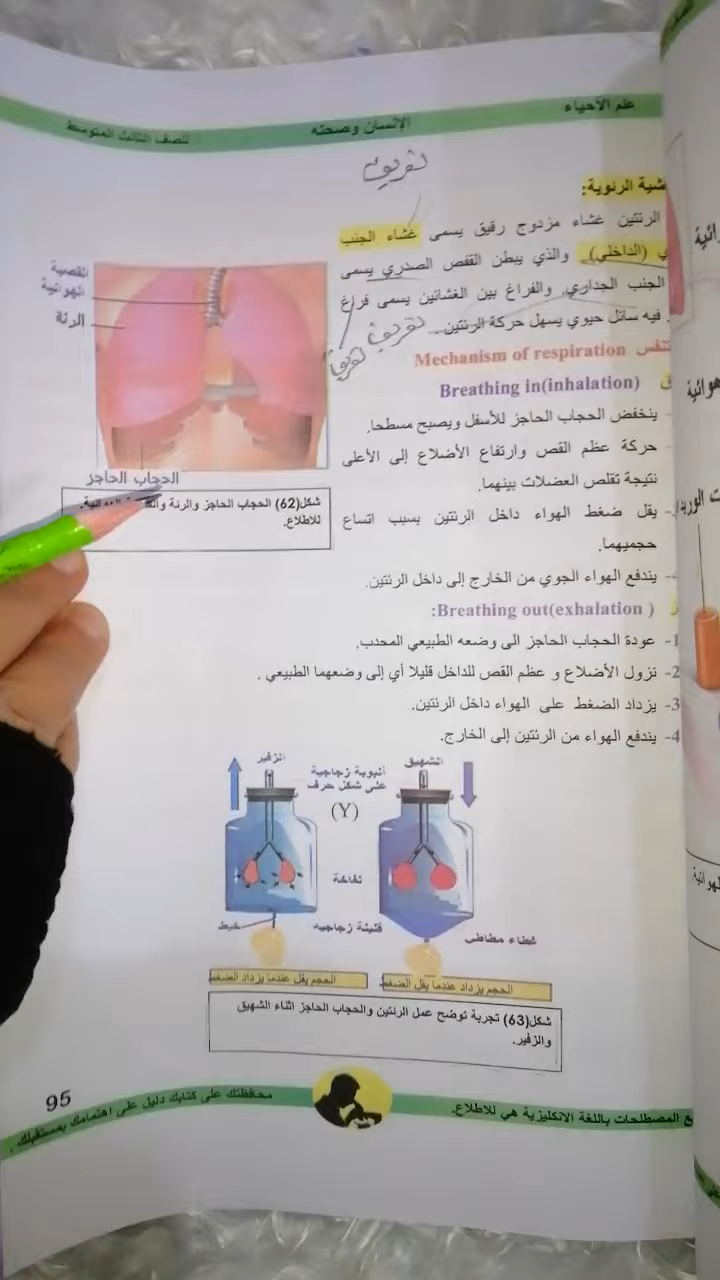 علم الأحياء
الإنسان وصحته
للصف الثالث المتوسط
تعريف
الرئوية:
الرئتين غشاء مزدوج رقيق يسمى غشاء الجنب
(الداخلي)، والذي يبطن القفص الصدري يسمى
الجنب الجداري, والفراغ بين الغشائين يسمى فراغ
فيه سائل حيوي يسهل حركة الرئتين.
تعريف
تعريف
Mechanism of respiration
Breathing in(inhalation)
ينخفض الحجاب الحاجز للأسفل ويصبح مسطحا.
حركة عظم القص وارتفاع الأضلاع إلى الأعلى
نتيجة تقلص العضلات بينهما.
يقل ضغط الهواء داخل الرئتين بسبب اتساع
حجميهما.
يندفع الهواء الجوي من الخارج إلى داخل الرئتين.
Breathing out(exhalation ):
1- عودة الحجاب الحاجز الى وضعه الطبيعي المحدب.
2- نزول الأضلاع و عظم القص للداخل قليلا أي إلى وضعهما الطبيعي .
3- يزداد الضغط على الهواء داخل الرئتين.
4- يندفع الهواء من الرئتين إلى الخارج.
القصبة
الهوائية
الرئة
الحجاب الحاجز
شكل(62) الحجاب الحاجز والرئة
للاطلاع.
الشهيق
الزفير
أنبوبة زجاجية
على شكل حرف
(Y)
نفاخة
قنينة زجاجيه
خيط
غطاء مطاطي
الحجم يزداد عندما يقل الضغط
الحجم يقل عندما يزداد الضغط
شكل(63) تجربة توضح عمل الرئتين والحجاب الحاجز اثناء الشهيق
والزفير.
المصطلحات باللغة الانكليزية هي للاطلاع.
محافظتك على كتابك دليل على اهتمامك بمستقبلك .
95
هوائية
الهوائية